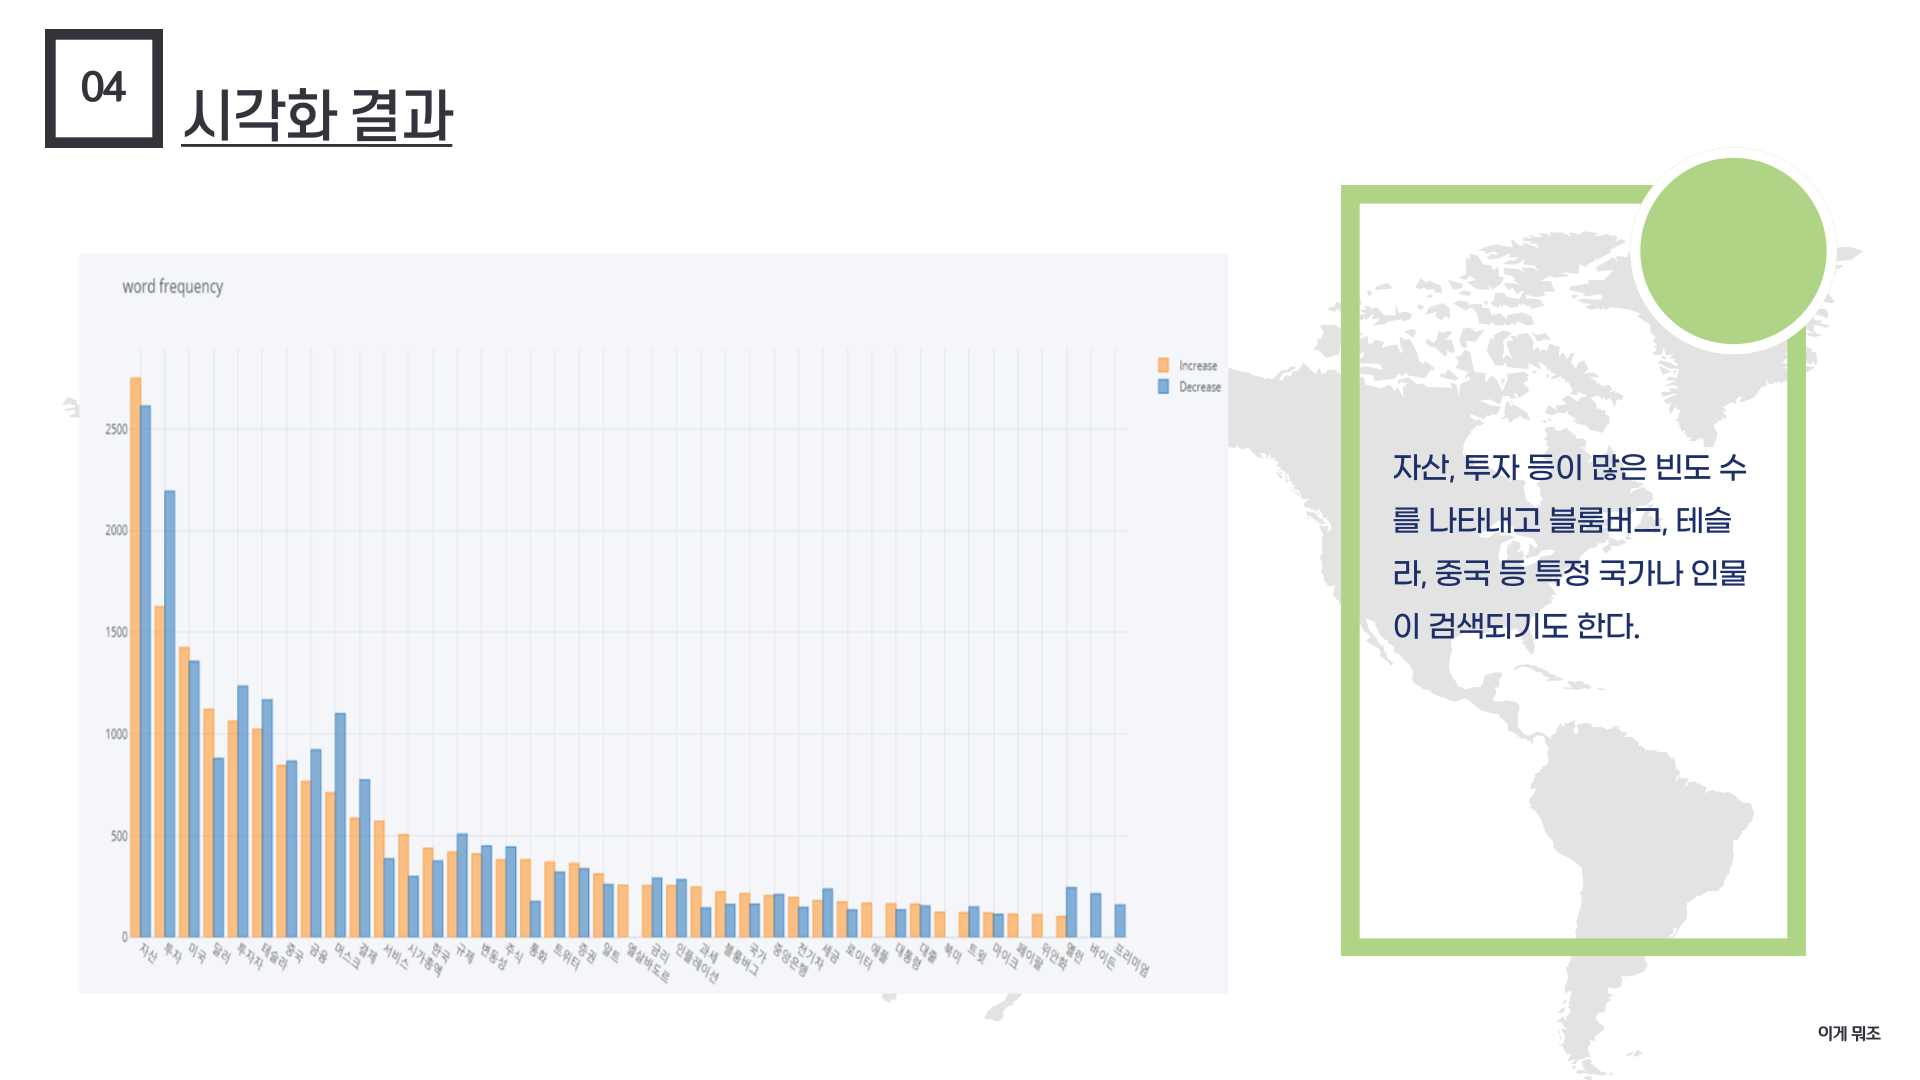 04
시각화 결과
word frequency
Increase
Decrease
2500
2000
1500
1000
500
0
자산 투자 미국 달러 투자자 테슬라 중국 금융 머스크 결제 서비스 시가총액 한국 규제 변동성 주식 통화 트위터 증권 알트 엘살바도르 금리 인플레이션 과세 블룸버그 국가 중앙은행 전기차 세금 로이터 애플 대통령 대출 북미 트윗 마이크 페이팔 위안화 옐런 바이든 프리미엄
자산, 투자 등이 많은 빈도 수
를 나타내고 블룸버그, 테슬
라, 중국 등 특정 국가나 인물
이 검색되기도 한다.
이게 뭐조